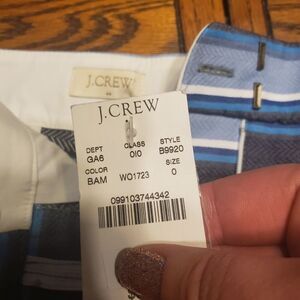 J.CREW
J.CREW
DEPT CLASS STYLE
GA6 010 B9920
COLOR SIZE
BAM WO1723 0
099103744342